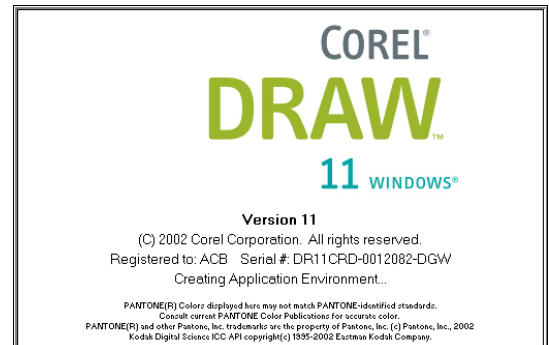 COREL®
DRAW™
11 WINDOWS®
Version 11
(C) 2002 Corel Corporation. All rights reserved.
Registered to: ACB Serial #: DR11CRD-0012082-DGW
Creating Application Environment...
PANTONE(R) Colors displayed here may not match PANTONE-identified standards.
Consult current PANTONE Color Publications for accurate color.
PANTONE(R) and other Pantone, Inc. trademarks are the property of Pantone, Inc. (c) Pantone, Inc., 2002
Kodak Digital Science ICC API copyright(c) 1995-2002 Eastman Kodak Company.